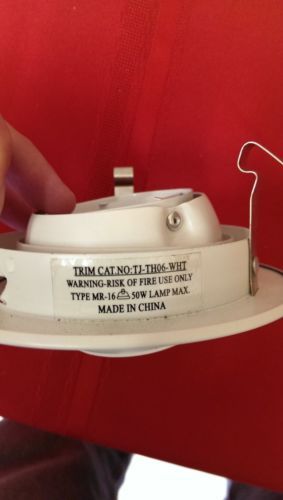 TRIM CAT.NO:TJ-TH06-WHT
WARNING-RISK OF FIRE USE ONLY
TYPE MR-16 50W LAMP MAX.
MADE IN CHINA